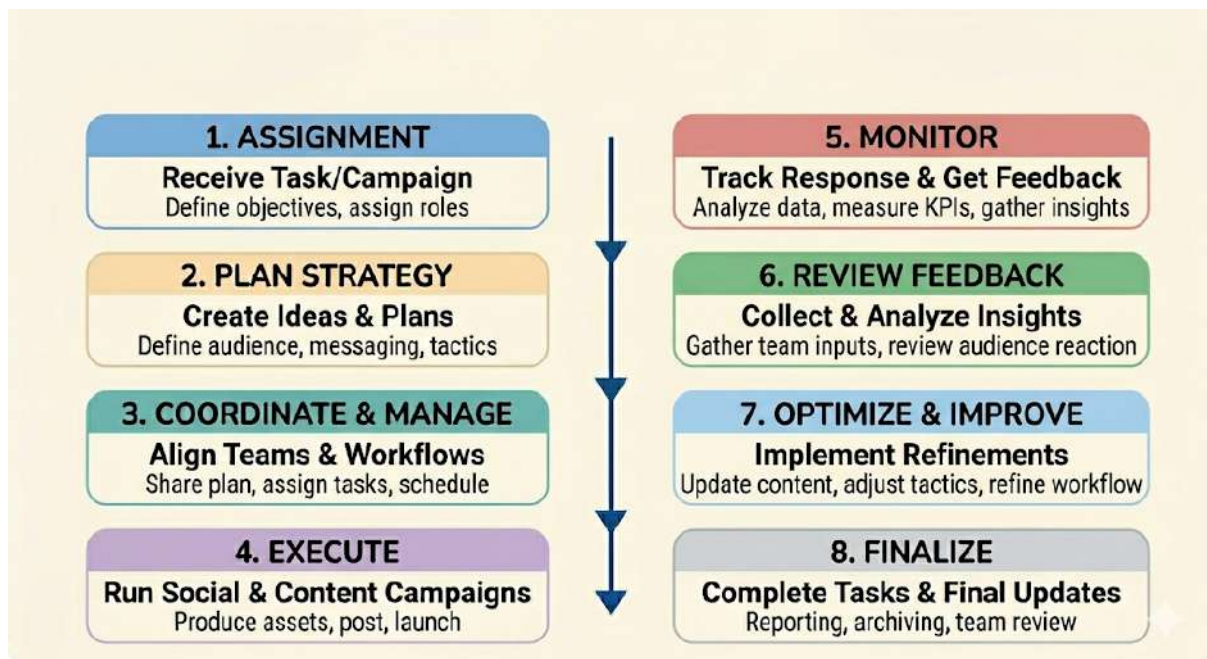 1. ASSIGNMENT
Receive Task/Campaign
Define objectives, assign roles
2. PLAN STRATEGY
Create Ideas & Plans
Define audience, messaging, tactics
3. COORDINATE & MANAGE
Align Teams & Workflows
Share plan, assign tasks, schedule
4. EXECUTE
Run Social & Content Campaigns
Produce assets, post, launch
5. MONITOR
Track Response & Get Feedback
Analyze data, measure KPIs, gather insights
6. REVIEW FEEDBACK
Collect & Analyze Insights
Gather team inputs, review audience reaction
7. OPTIMIZE & IMPROVE
Implement Refinements
Update content, adjust tactics, refine workflow
8. FINALIZE
Complete Tasks & Final Updates
Reporting, archiving, team review